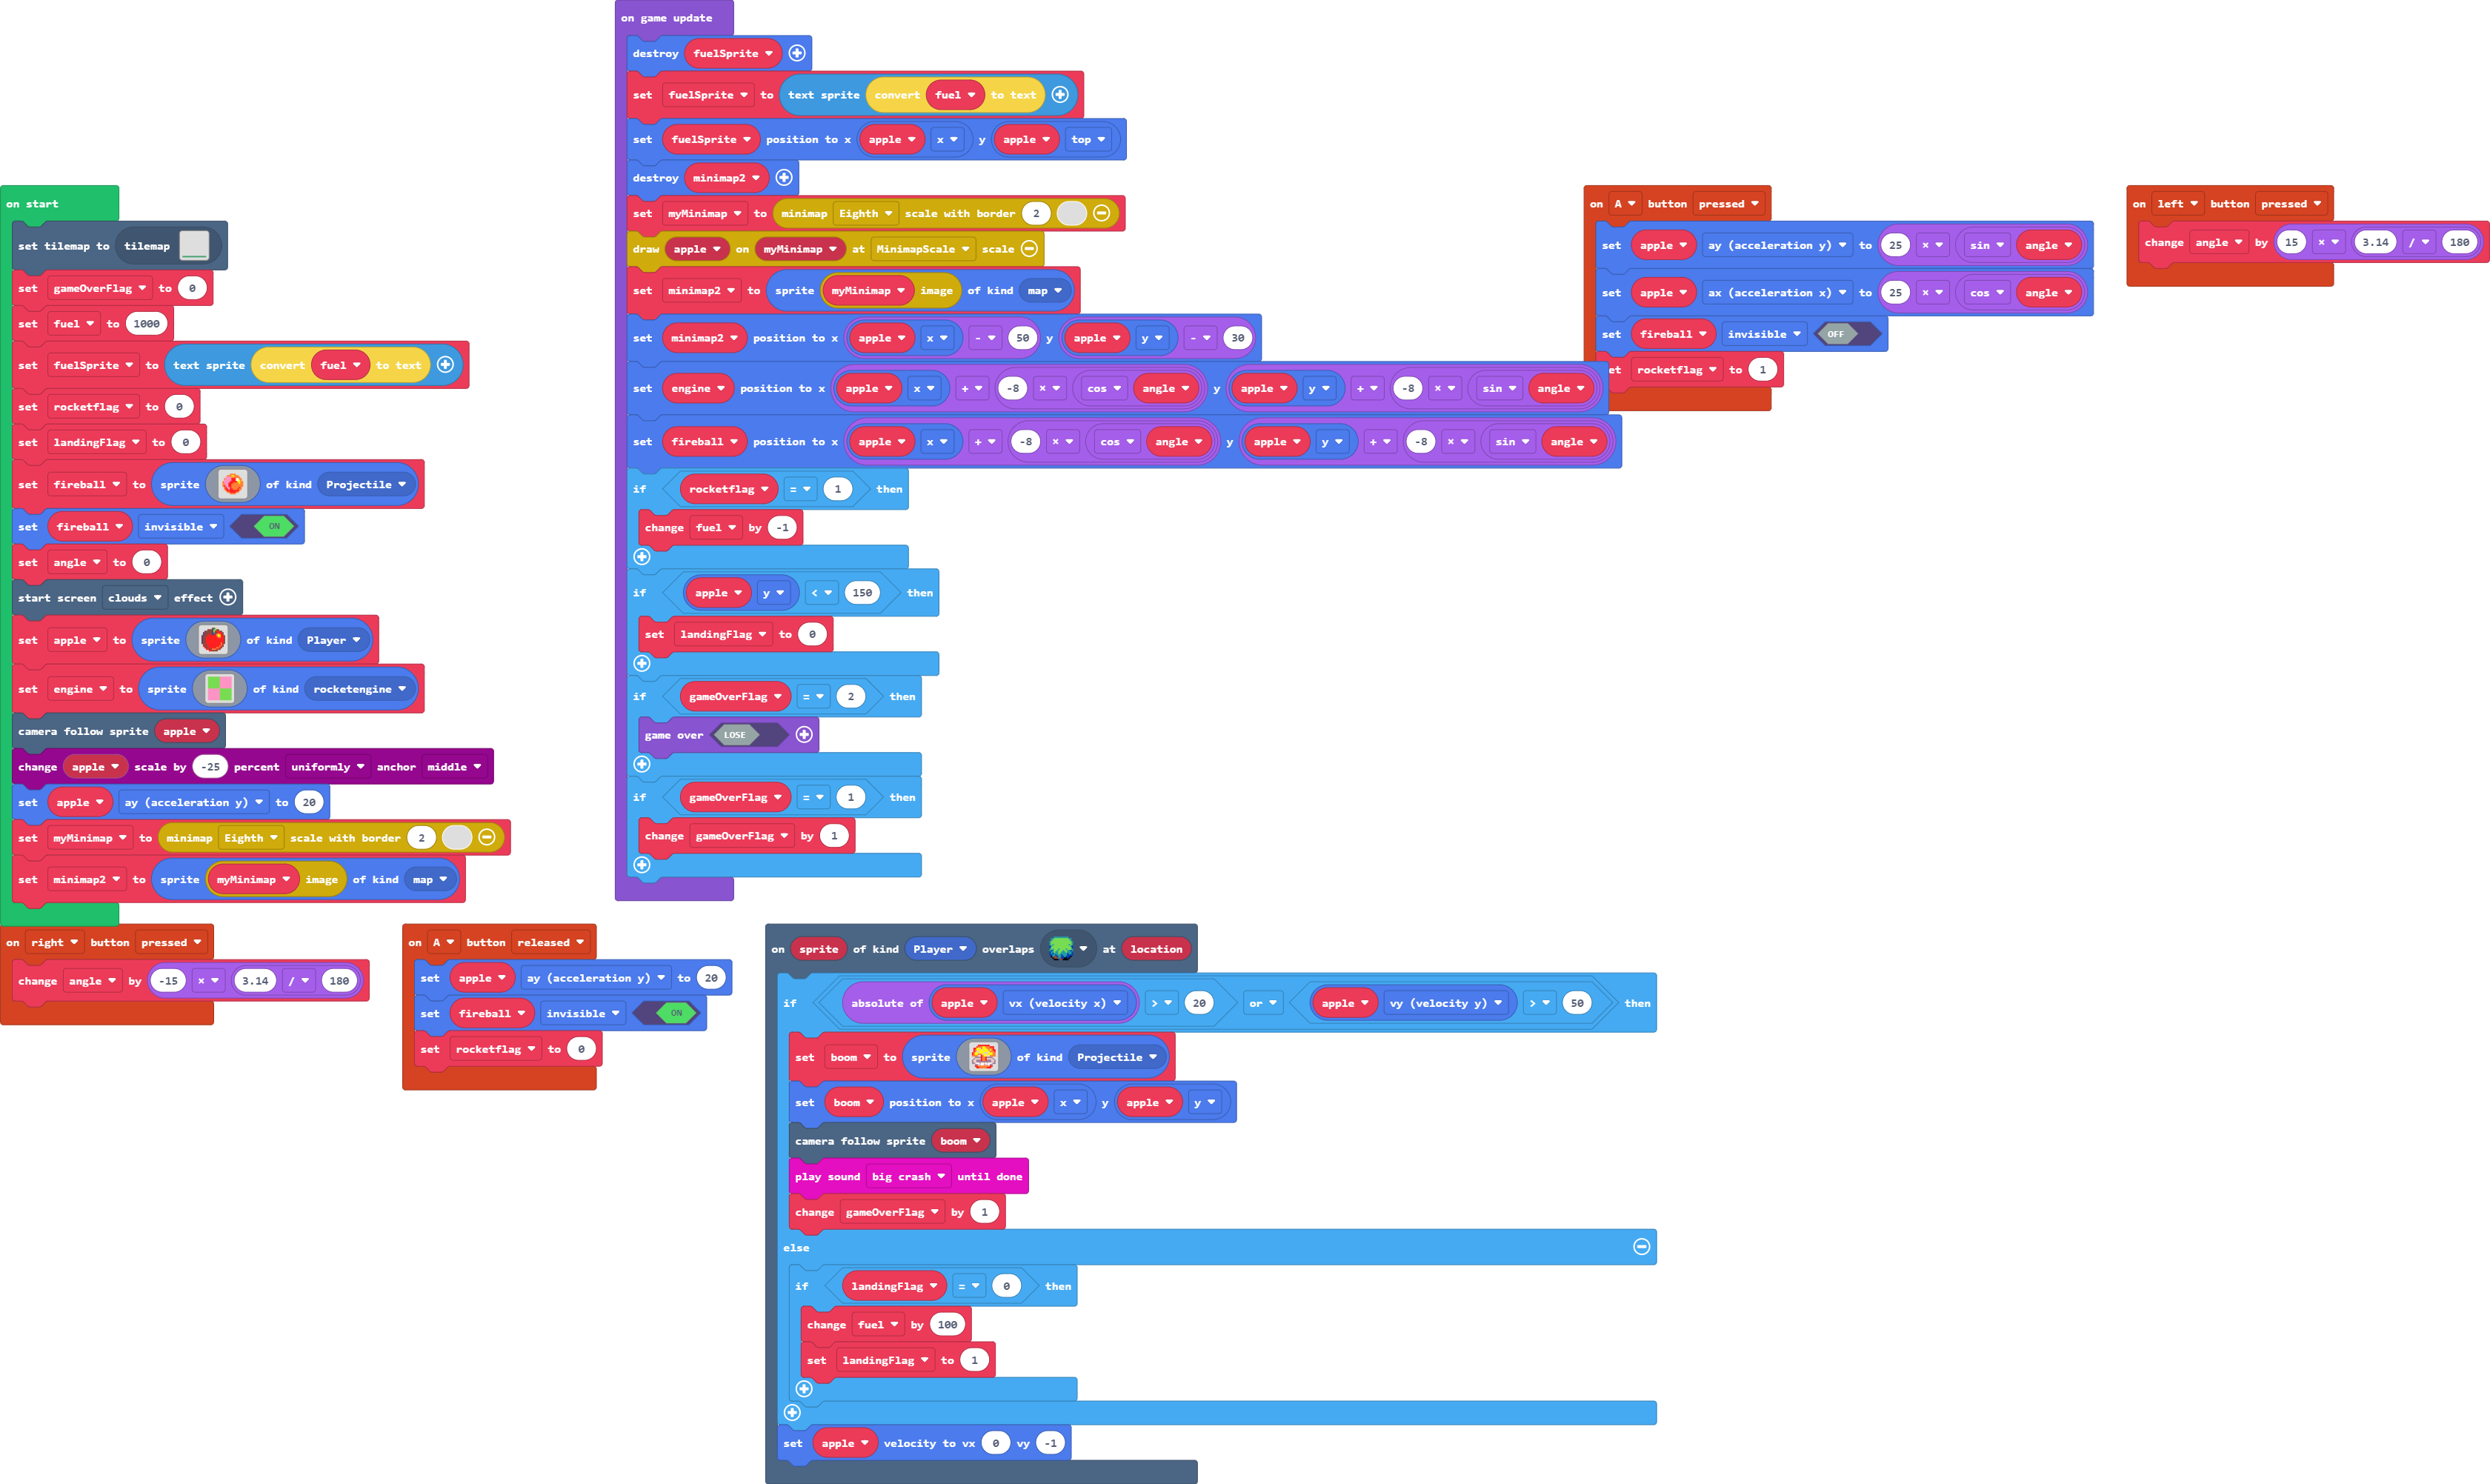 on start
set tilemap to tilemap
set gameOverFlag to 0
set fuel to 1000
set fuelSprite to text sprite convert fuel to text
set rocketflag to 0
set landingFlag to 0
set fireball to sprite of kind Projectile
set fireball invisible ON
set angle to 0
start screen clouds effect
set apple to sprite of kind Player
set engine to sprite of kind rocketengine
camera follow sprite apple
change apple scale by -25 percent uniformly anchor middle
set apple ay (acceleration y) to 20
set myMinimap to minimap Eighth scale with border 2
set minimap2 to sprite myMinimap image of kind map
on game update
destroy fuelSprite
set fuelSprite to text sprite convert fuel to text
set fuelSprite position to x apple x y apple top
destroy minimap2
set myMinimap to minimap Eighth scale with border 2
draw apple on myMinimap at MinimapScale scale
set minimap2 to sprite myMinimap image of kind map
set minimap2 position to x apple x - 50 y apple y - 30
set engine position to x apple x + -8 × cos angle y apple y + -8 × sin angle
set fireball position to x apple x + -8 × cos angle y apple y + -8 × sin angle
if rocketflag = 1 then
change fuel by -1
if apple y < 150 then
set landingFlag to 0
if gameOverFlag = 2 then
game over LOSE
if gameOverFlag = 1 then
change gameOverFlag by 1
on A button pressed
set apple ay (acceleration y) to 25 × sin angle
set apple ax (acceleration x) to 25 × cos angle
set fireball invisible OFF
et rocketflag to 1
on left button pressed
change angle by 15 × 3.14 / 180
on right button pressed
change angle by -15 × 3.14 / 180
on A button released
set apple ay (acceleration y) to 20
set fireball invisible ON
set rocketflag to 0
on sprite of kind Player overlaps at location
if absolute of apple vx (velocity x) > 20 or apple vy (velocity y) > 50 then
set boom to sprite of kind Projectile
set boom position to x apple x y apple y
camera follow sprite boom
play sound big crash until done
change gameOverFlag by 1
else
if landingFlag = 0 then
change fuel by 100
set landingFlag to 1
set apple velocity to vx 0 vy -1